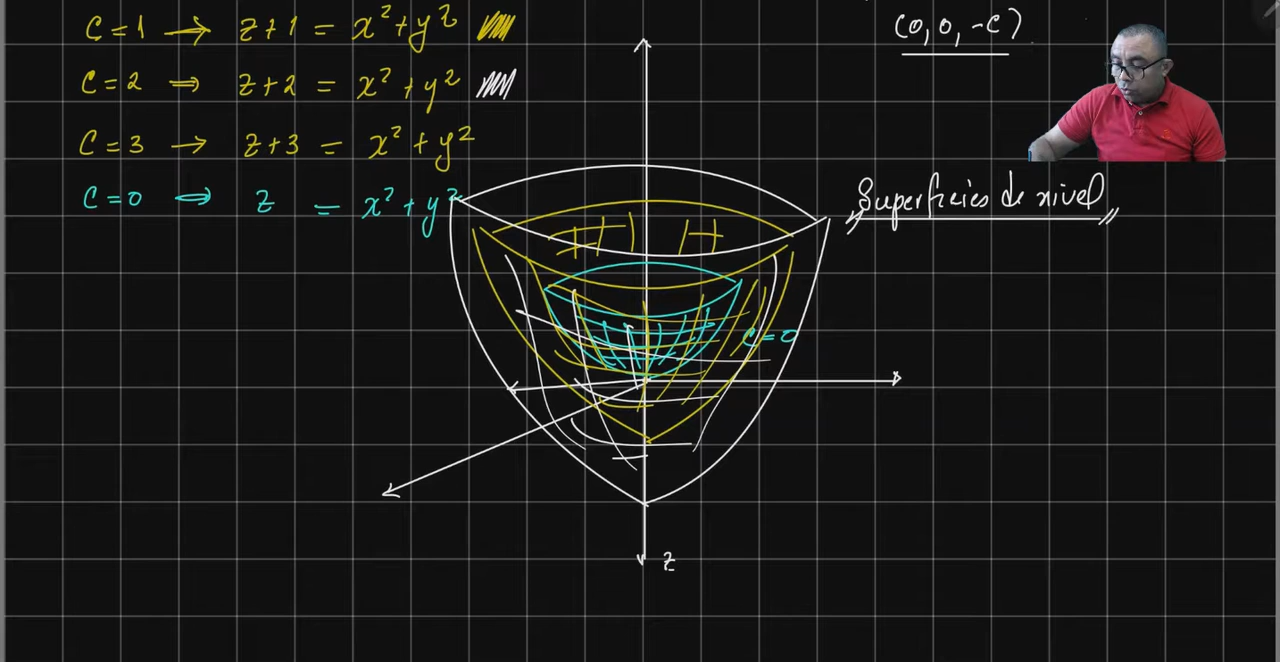 C=1 → z+1 = x²+y²
C=2 ⇒ z+2 = x²+y²
C=3 → z+3 = x²+y²
C=0 ⇔ z = x²+y²
(0,0,-C)
"Superficies de nivel"
C=0
z